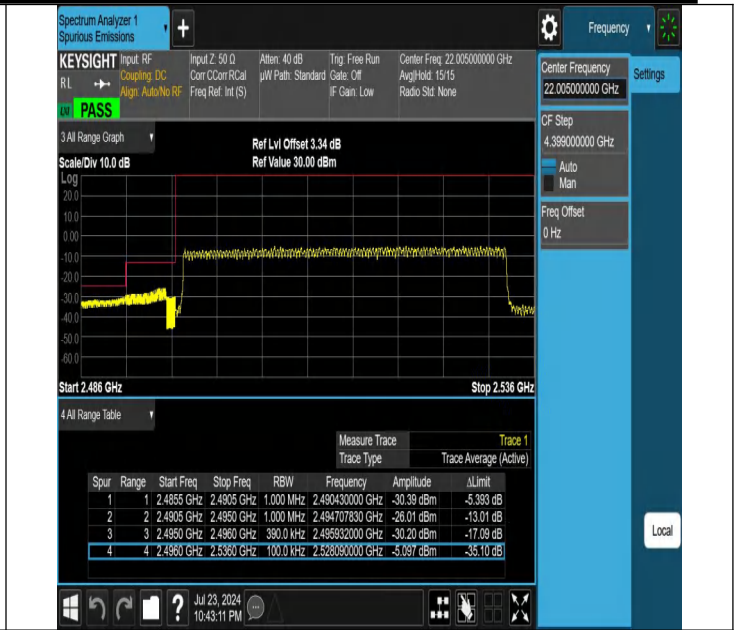 Spectrum Analyzer 1
Spurious Emissions
+
Frequency
KEYSIGHT
RL
PASS
Input: RF
Coupling: DC
Align: Auto/No RF
Input Z: 50 Ω
Corr CCorr RCal
Freq Ref: Int (S)
Atten: 40 dB
µW Path: Standard
Trig: Free Run
Gate: Off
IF Gain: Low
Center Freq: 22.005000000 GHz
Avg|Hold: 15/15
Radio Std: None
Center Frequency
22.005000000 GHz
Settings
CF Step
4.399000000 GHz
Auto
Man
Freq Offset
0 Hz
3 All Range Graph
Scale/Div 10.0 dB
Ref Lvl Offset 3.34 dB
Ref Value 30.00 dBm
Log
20.0
10.0
0.00
-10.0
-20.0
-30.0
-40.0
-50.0
-60.0
Start 2.486 GHz
Stop 2.536 GHz
4 All Range Table
Measure Trace Trace 1
Trace Type Trace Average (Active)
Spur Range Start Freq Stop Freq RBW Frequency Amplitude ΔLimit
1 1 2.4855 GHz 2.4905 GHz 1.000 MHz 2.490430000 GHz -30.39 dBm -5.393 dB
2 2 2.4905 GHz 2.4950 GHz 1.000 MHz 2.494707830 GHz -26.01 dBm -13.01 dB
3 3 2.4950 GHz 2.4960 GHz 390.0 kHz 2.495932000 GHz -30.20 dBm -17.09 dB
4 4 2.4960 GHz 2.5360 GHz 100.0 kHz 2.528090000 GHz -5.097 dBm -35.10 dB
Local
?
Jul 23, 2024
10:43:11 PM